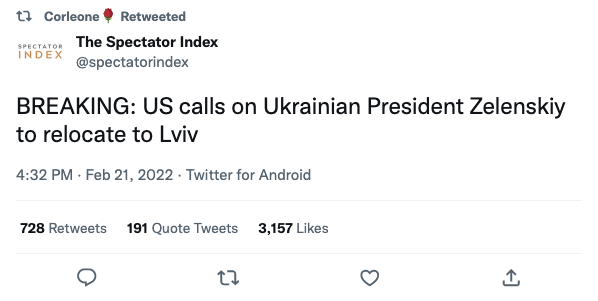 Corleone🌹 Retweeted
SPECTATOR
INDEX
The Spectator Index
@spectatorindex
BREAKING: US calls on Ukrainian President Zelenskiy
to relocate to Lviv
4:32 PM · Feb 21, 2022 · Twitter for Android
728 Retweets 191 Quote Tweets 3,157 Likes